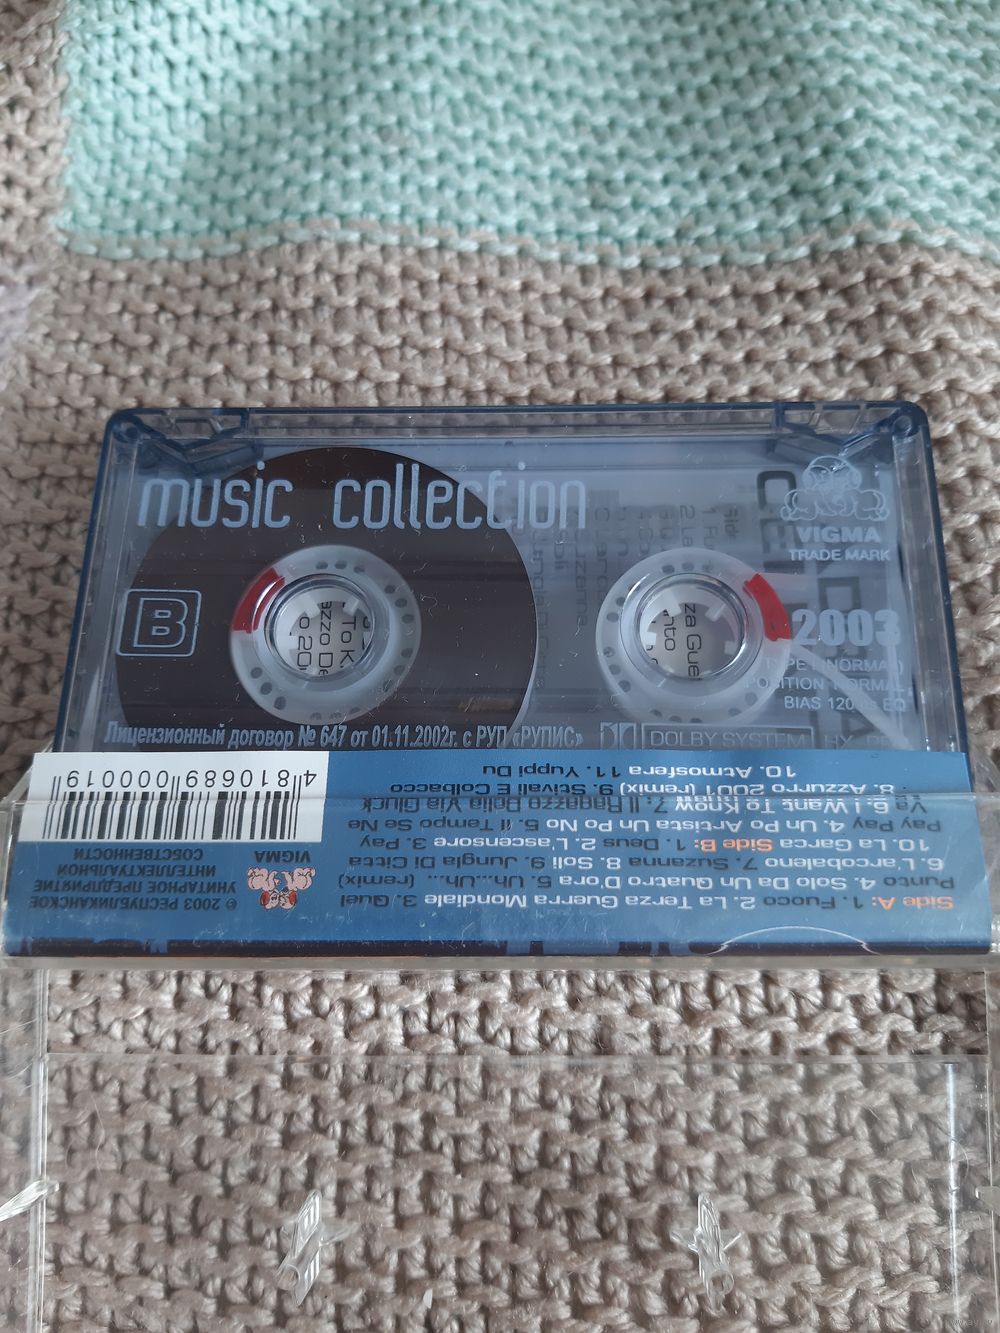 music collection
VIGMA
TRADE MARK
B
2003
TYPE I (NORMAL)
POSITION NORMAL
BIAS 120 µs EQ
Лицензионный договор № 647 от 01.11.2002г. с РУП «РУПИС»
DOLBY SYSTEM
Side A: 1. Fuoco 2. La Terza Guerra Mondiale 3. Quel
Punto 4. Solo Da Un Quatro D'ora 5. Uh...Uh... (remix)
6. L'arcobaleno 7. Suzanna 8. Soli 9. Jungla Di Citta
10. La Garca Side B: 1. Deus 2. L'ascensore 3. Pay
Pay Pay 4. Un Po Artista Un Po No 5. Il Tempo Se Ne
Va 6. I Want To Know 7. Il Ragazzo Della Via Gluck
8. Azzurro 2001 (remix) 9. Stivali E Colbacco
10. Atmosfera 11. Yuppi Du
VIGMA
© 2003 РЕСПУБЛИКАНСКОЕ
УНИТАРНОЕ ПРЕДПРИЯТИЕ
ИНТЕЛЛЕКТУАЛЬНОЙ
СОБСТВЕННОСТИ
4 810689 000019